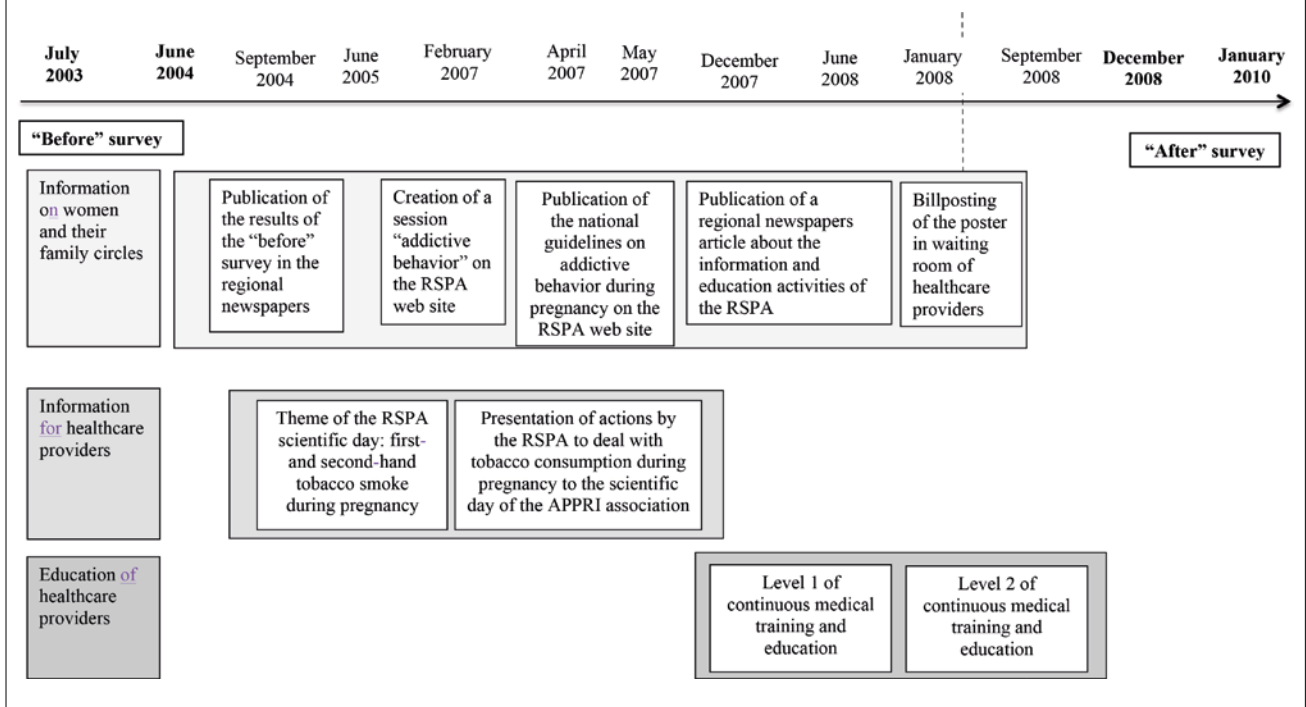 July
2003
June
2004
September
2004
June
2005
February
2007
April
2007
May
2007
December
2007
June
2008
January
2008
September
2008
December
2008
January
2010
“Before” survey
“After” survey
Information
on women
and their
family circles
Publication of
the results of
the “before”
survey in the
regional
newspapers
Creation of a
session
“addictive
behavior” on
the RSPA
web site
Publication of
the national
guidelines on
addictive
behavior during
pregnancy on the
RSPA web site
Publication of a
regional newspapers
article about the
information and
education activities of
the RSPA
Billposting
of the poster
in waiting
room of
healthcare
providers
Information
for healthcare
providers
Theme of the RSPA
scientific day: first-
and second-hand
tobacco smoke
during pregnancy
Presentation of actions by
the RSPA to deal with
tobacco consumption during
pregnancy to the scientific
day of the APPRI association
Education of
healthcare
providers
Level 1 of
continuous medical
training and
education
Level 2 of
continuous medical
training and
education